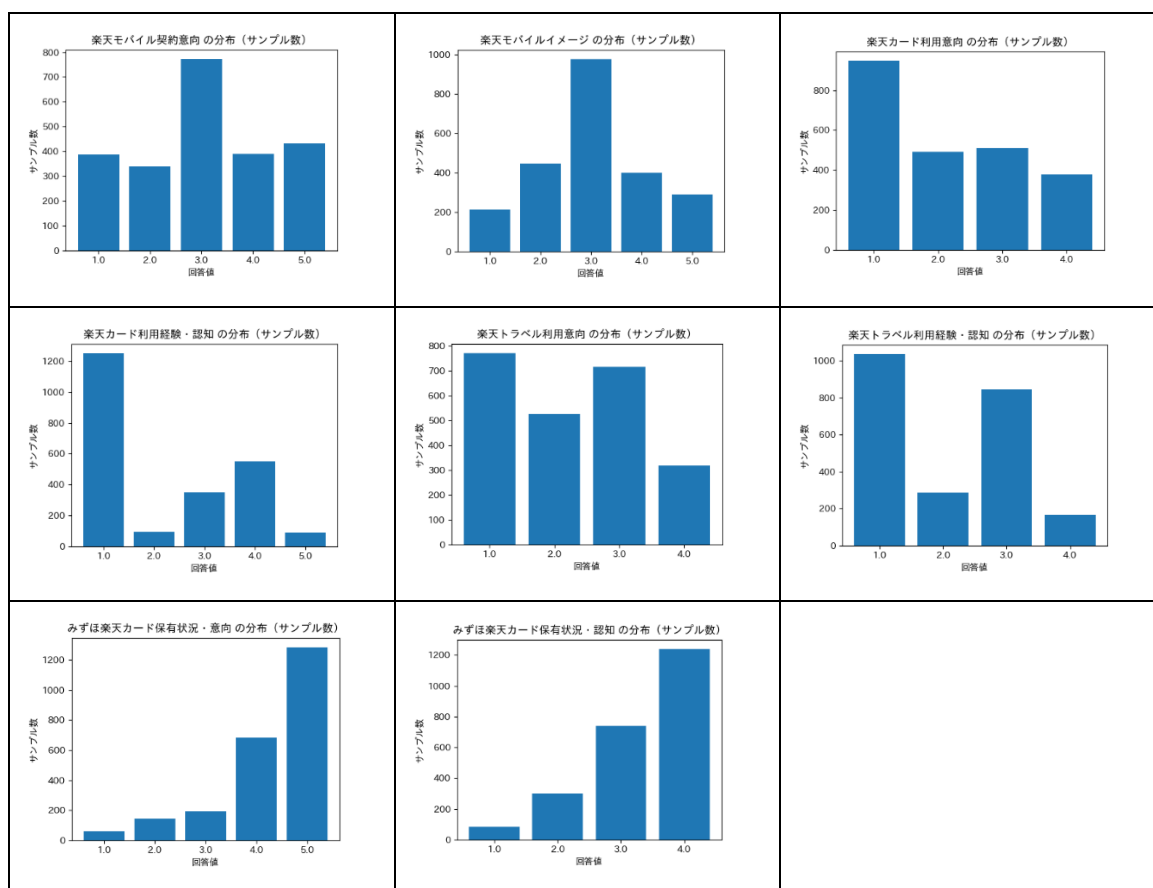 楽天モバイル契約意向 の分布（サンプル数）
サンプル数
800
700
600
500
400
300
200
100
0
1.0 2.0 3.0 4.0 5.0
回答値
楽天モバイルイメージ の分布（サンプル数）
サンプル数
1000
800
600
400
200
0
1.0 2.0 3.0 4.0 5.0
回答値
楽天カード利用意向 の分布（サンプル数）
サンプル数
800
600
400
200
0
1.0 2.0 3.0 4.0
回答値
楽天カード利用経験・認知 の分布（サンプル数）
サンプル数
1200
1000
800
600
400
200
0
1.0 2.0 3.0 4.0 5.0
回答値
楽天トラベル利用意向 の分布（サンプル数）
サンプル数
800
700
600
500
400
300
200
100
0
1.0 2.0 3.0 4.0
回答値
楽天トラベル利用経験・認知 の分布（サンプル数）
サンプル数
1000
800
600
400
200
0
1.0 2.0 3.0 4.0
回答値
みずほ楽天カード保有状況・意向 の分布（サンプル数）
サンプル数
1200
1000
800
600
400
200
0
1.0 2.0 3.0 4.0 5.0
回答値
みずほ楽天カード保有状況・認知 の分布（サンプル数）
サンプル数
1200
1000
800
600
400
200
0
1.0 2.0 3.0 4.0
回答値